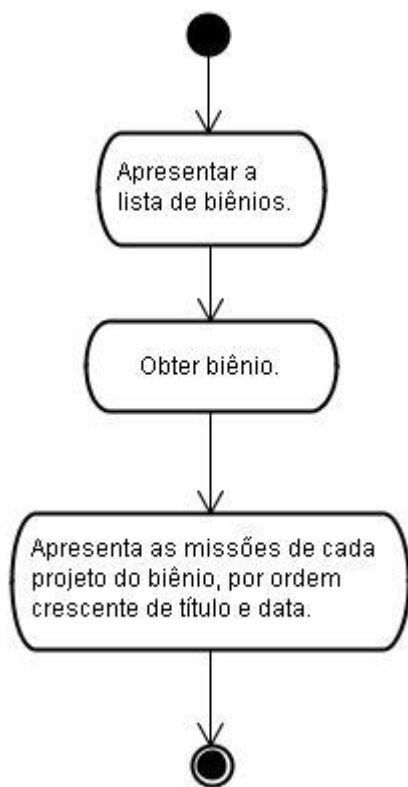 Apresentar a
lista de biênios.
Obter biênio.
Apresenta as missões de cada
projeto do biênio, por ordem
crescente de título e data.